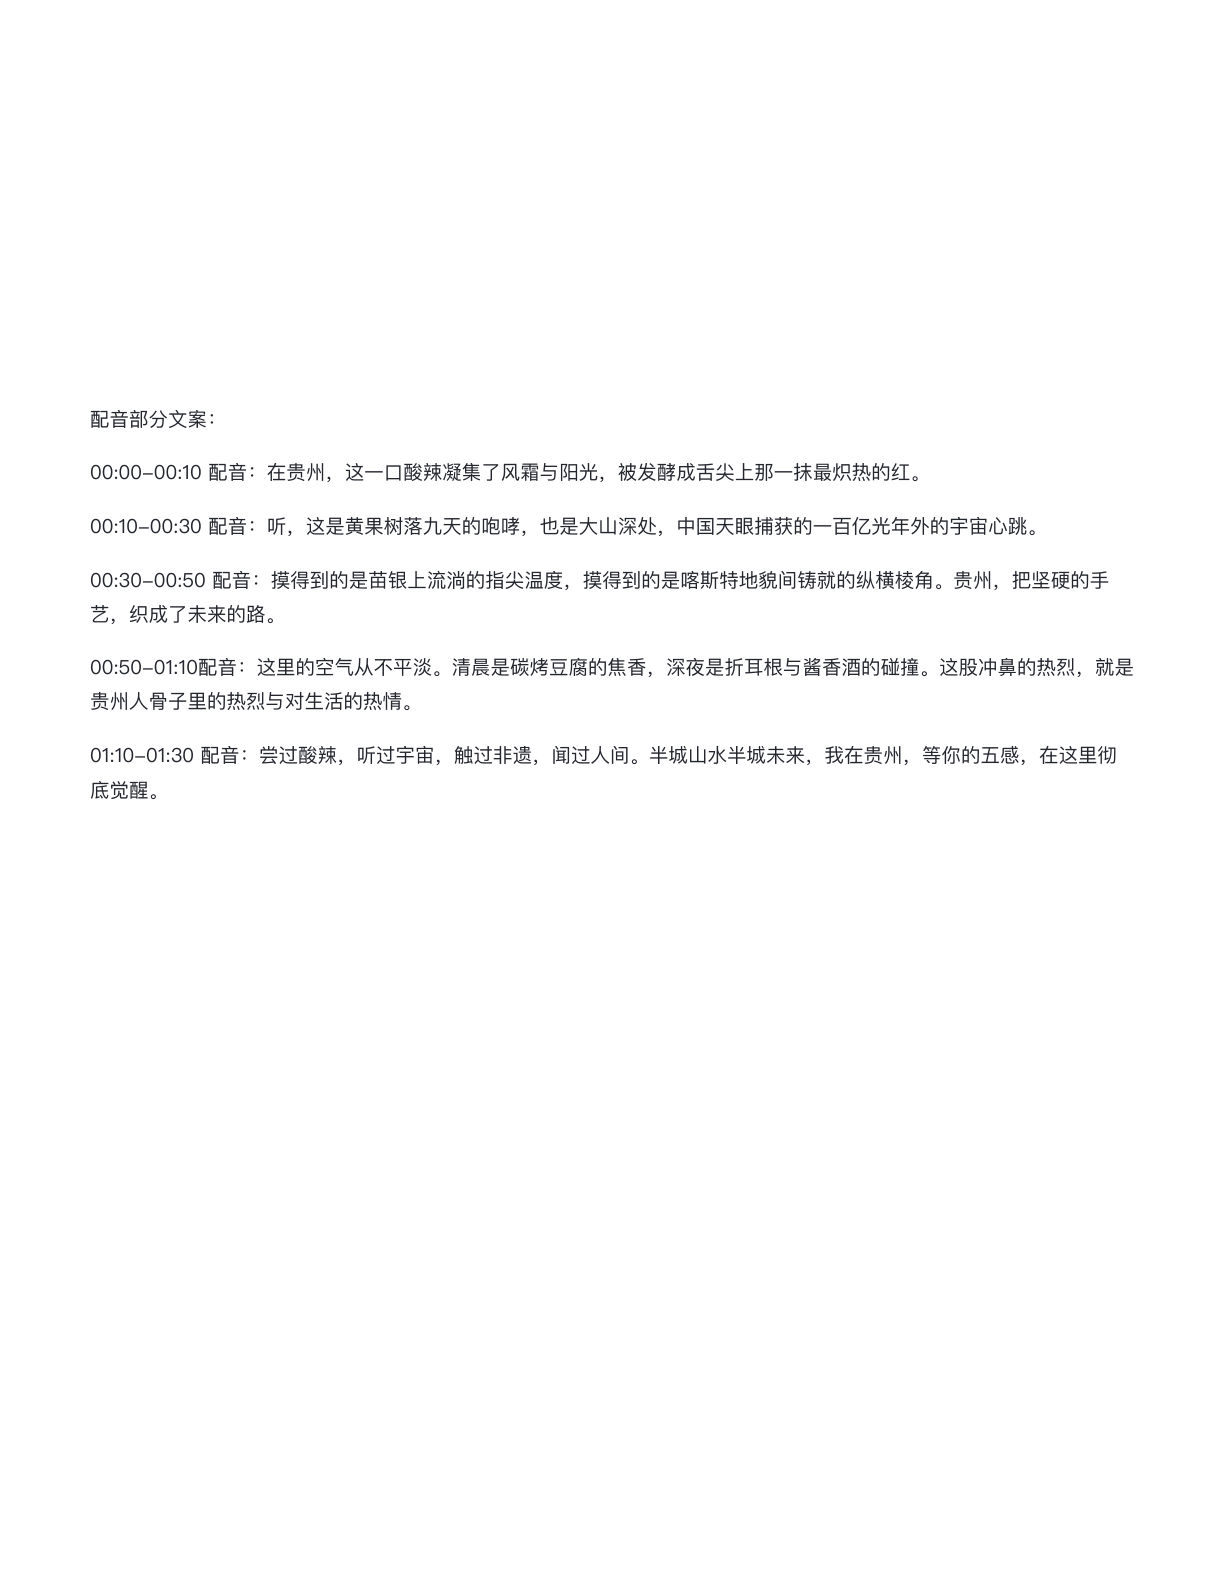 配音部分文案：
00:00–00:10 配音：在贵州，这一口酸辣凝集了风霜与阳光，被发酵成舌尖上那一抹最炽热的红。
00:10–00:30 配音：听，这是黄果树落九天的咆哮，也是大山深处，中国天眼捕获的一百亿光年外的宇宙心跳。
00:30–00:50 配音：摸得到的是苗银上流淌的指尖温度，摸得到的是喀斯特地貌间铸就的纵横棱角。贵州，把坚硬的手
艺，织成了未来的路。
00:50–01:10配音：这里的空气从不平淡。清晨是碳烤豆腐的焦香，深夜是折耳根与酱香酒的碰撞。这股冲鼻的热烈，就是
贵州人骨子里的热烈与对生活的热情。
01:10–01:30 配音：尝过酸辣，听过宇宙，触过非遗，闻过人间。半城山水半城未来，我在贵州，等你的五感，在这里彻
底觉醒。